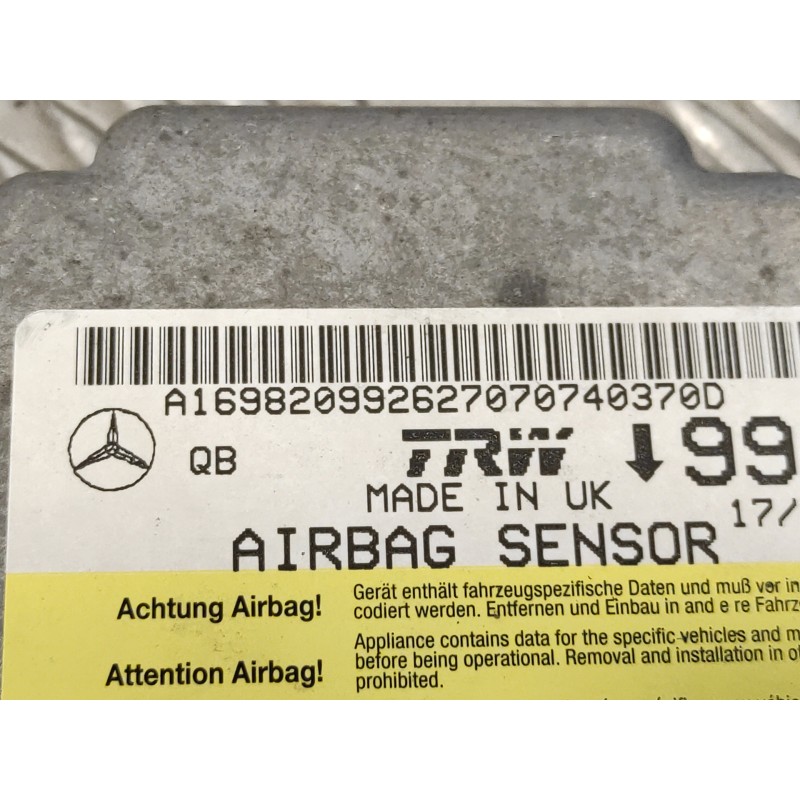 A1698209926270707403​70D
QB
TRW
↓99
MADE IN UK
17/
AIRBAG SENSOR
Achtung Airbag!
Gerät enthält fahrzeugspezifische Daten und muß vor in
codiert werden. Entfernen und Einbau in and e re Fahrz
Attention Airbag!
Appliance contains data for the specific vehicles and m
before being operational. Removal and installation in ot
prohibited.